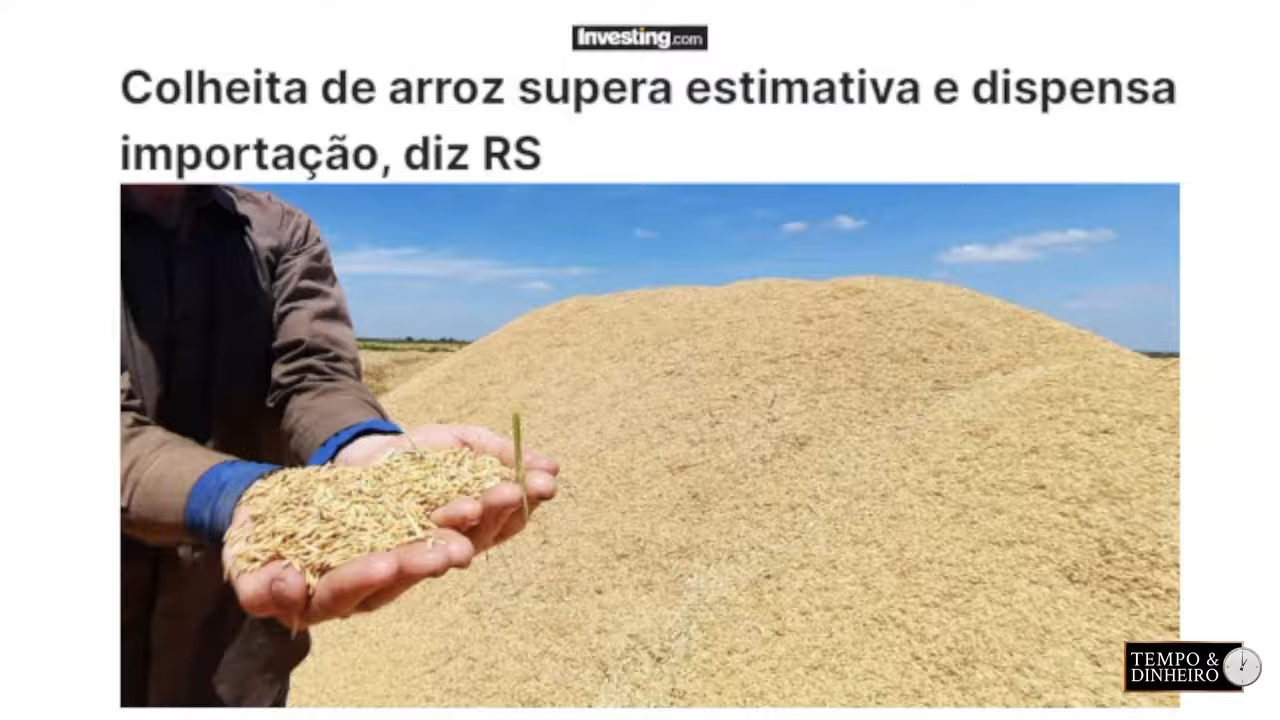 Investing.com
Colheita de arroz supera estimativa e dispensa
importação, diz RS
TEMPO &
DINHEIRO